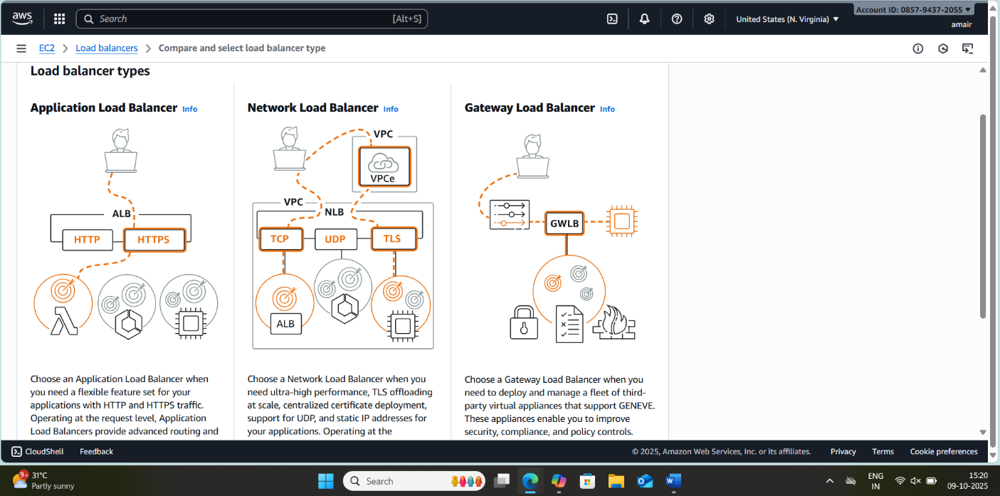 aws
Search
[Alt+S]
United States (N. Virginia) ▼
Account ID: 0857-9437-2055 ▼
amair
EC2 > Load balancers > Compare and select load balancer type
Load balancer types
Application Load Balancer Info
ALB
HTTP
HTTPS
Choose an Application Load Balancer when
you need a flexible feature set for your
applications with HTTP and HTTPS traffic.
Operating at the request level, Application
Load Balancers provide advanced routing and
Network Load Balancer Info
VPC
VPCe
VPC
NLB
TCP
UDP
TLS
ALB
Choose a Network Load Balancer when you
need ultra-high performance, TLS offloading
at scale, centralized certificate deployment,
support for UDP, and static IP addresses for
your applications. Operating at the
Gateway Load Balancer Info
GWLB
Choose a Gateway Load Balancer when you
need to deploy and manage a fleet of third-
party virtual appliances that support GENEVE.
These appliances enable you to improve
security, compliance, and policy controls.
CloudShell
Feedback
© 2025, Amazon Web Services, Inc. or its affiliates.
Privacy
Terms
Cookie preferences
9+
31°C
Partly sunny
Search
ENG
IN
15:20
09-10-2025